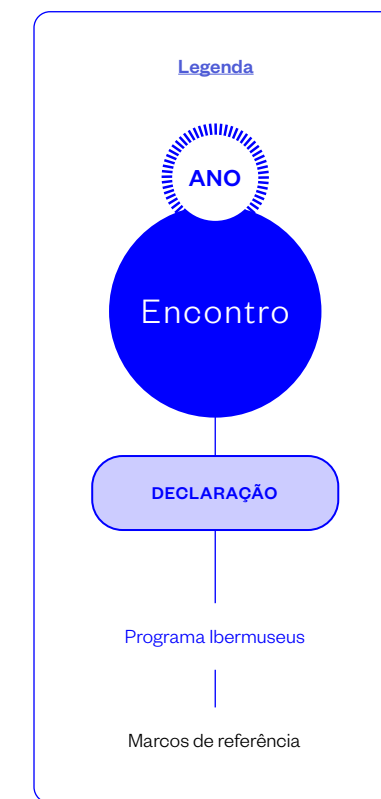 Legenda
ANO
Encontro
DECLARAÇÃO
Programa Ibermuseus
Marcos de referência